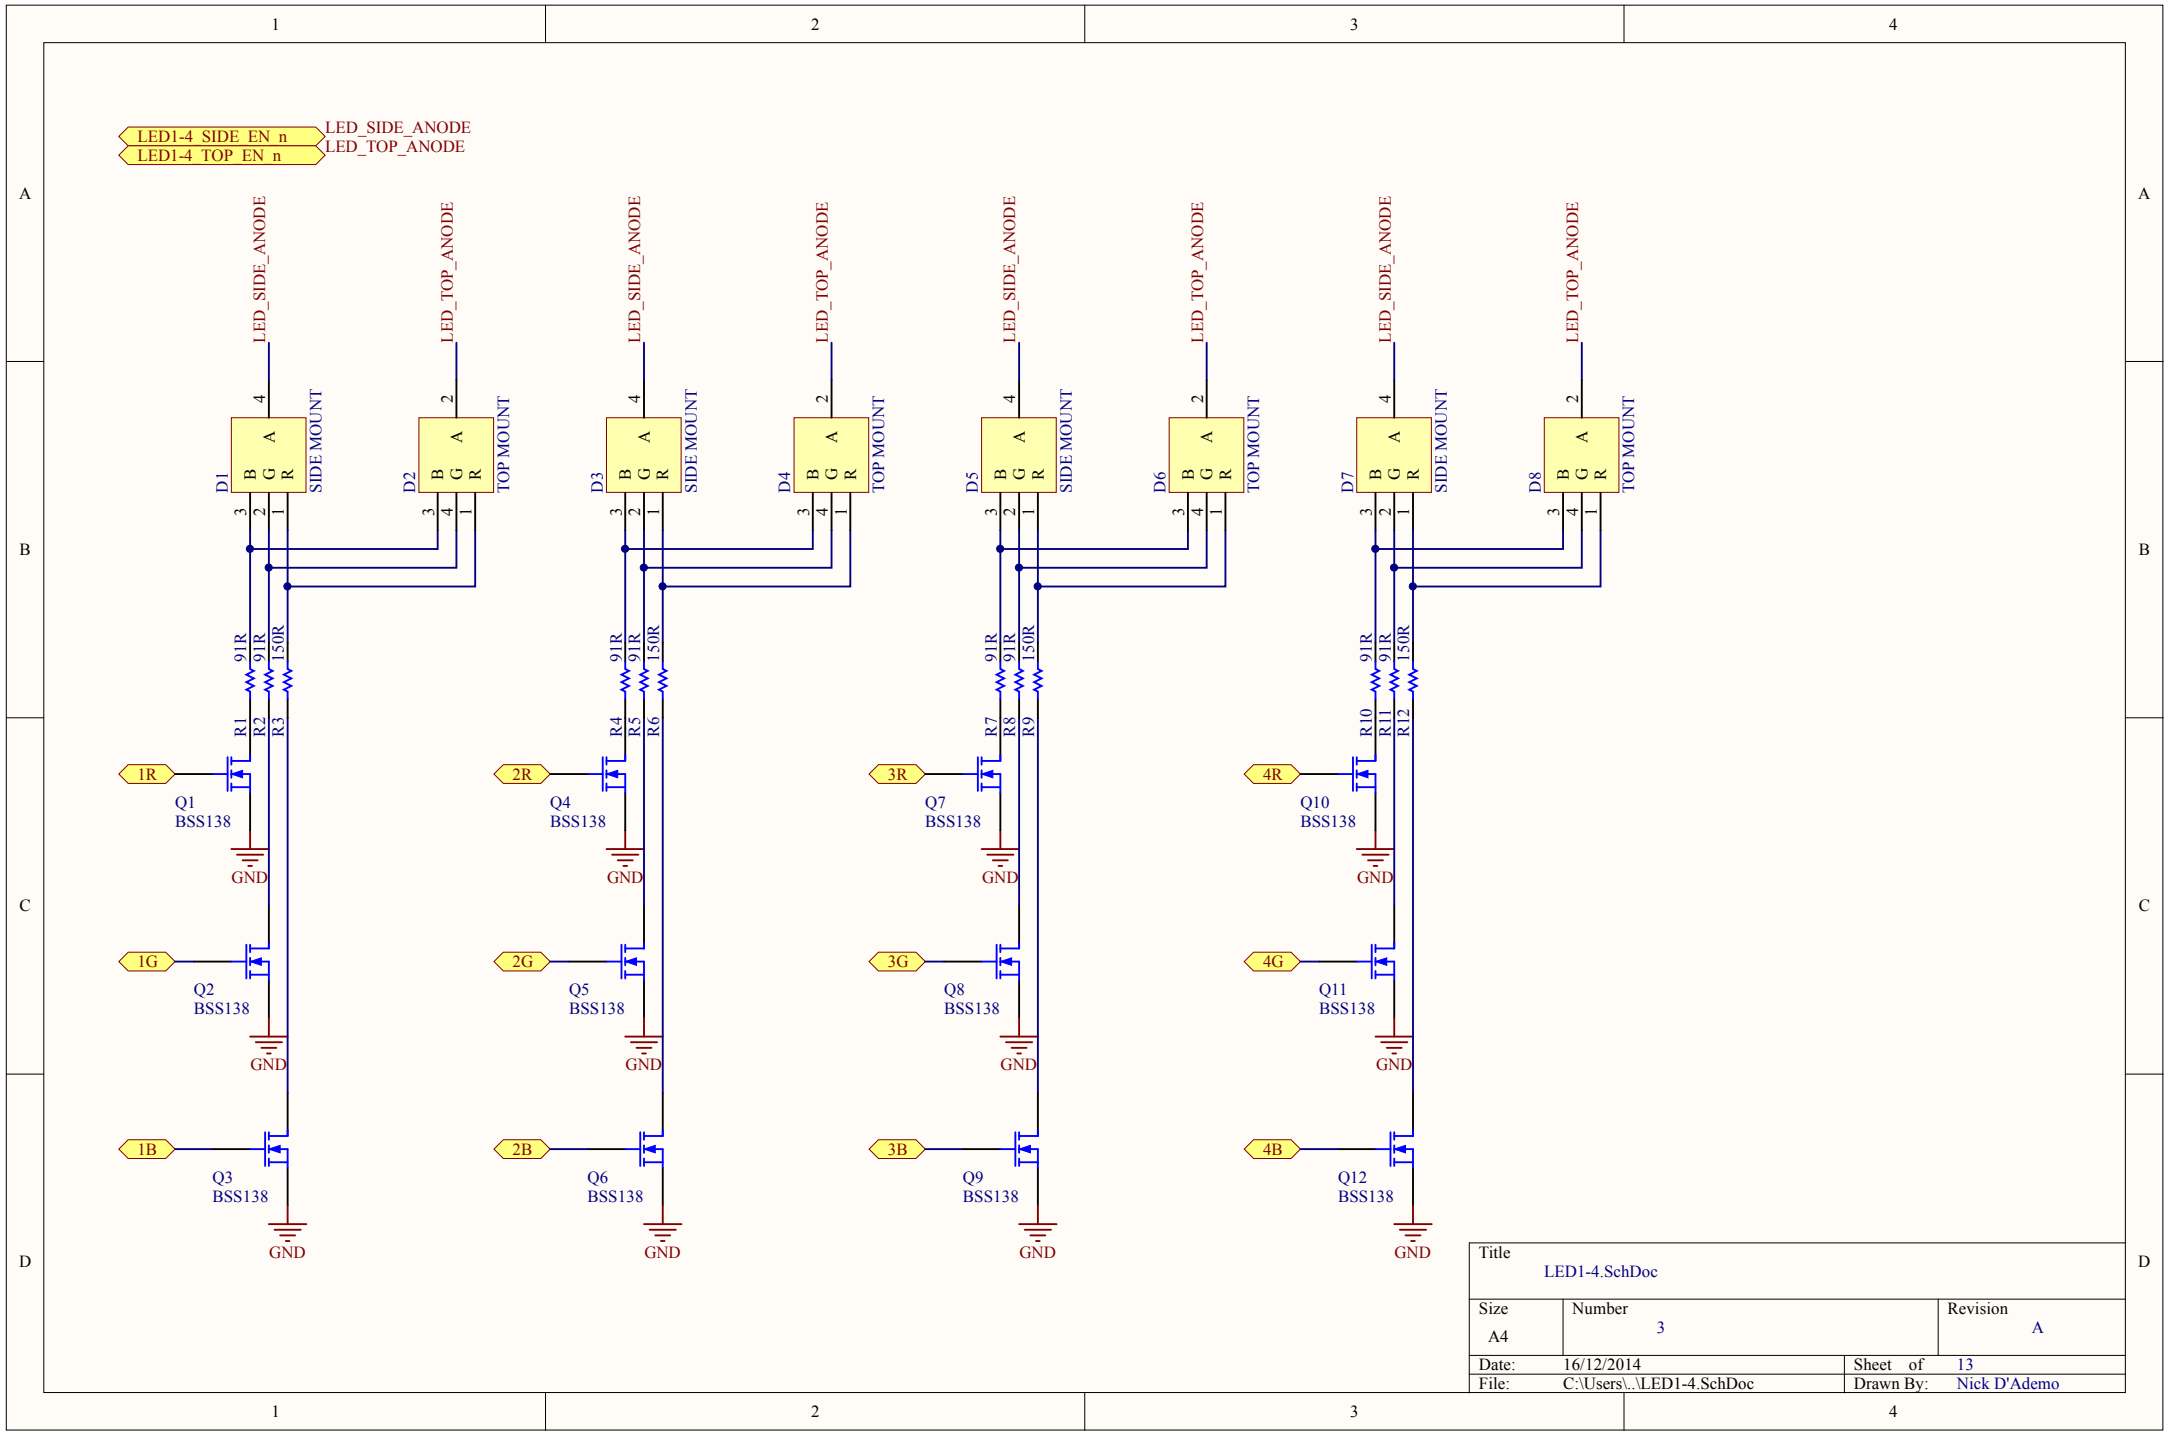 1 2 3 4
A A
B B
C C
D D
LED1-4_SIDE_EN_n LED_SIDE_ANODE
LED1-4_TOP_EN_n LED_TOP_ANODE
LED_SIDE_ANODE LED_TOP_ANODE LED_SIDE_ANODE LED_TOP_ANODE LED_SIDE_ANODE LED_TOP_ANODE LED_SIDE_ANODE LED_TOP_ANODE
4 2 4 2 4 2 4 2
A A A A A A A A
D1 B G R SIDE MOUNT D2 B G R TOP MOUNT D3 B G R SIDE MOUNT D4 B G R TOP MOUNT D5 B G R SIDE MOUNT D6 B G R TOP MOUNT D7 B G R SIDE MOUNT D8 B G R TOP MOUNT
3 2 1 3 4 1 3 2 1 3 4 1 3 2 1 3 4 1 3 2 1 3 4 1
91R 91R 150R 91R 91R 150R 91R 91R 150R 91R 91R 150R
R1 R2 R3 R4 R5 R6 R7 R8 R9 R10 R11 R12
1R 2R 3R 4R
Q1 Q4 Q7 Q10
BSS138 BSS138 BSS138 BSS138
GND GND GND GND
1G 2G 3G 4G
Q2 Q5 Q8 Q11
BSS138 BSS138 BSS138 BSS138
GND GND GND GND
1B 2B 3B 4B
Q3 Q6 Q9 Q12
BSS138 BSS138 BSS138 BSS138
GND GND GND GND
Title
LED1-4.SchDoc
Size Number Revision
A4 3 A
Date: 16/12/2014 Sheet of 13
File: C:\Users\..\LED1-4.SchDoc Drawn By: Nick D'Ademo
1 2 3 4